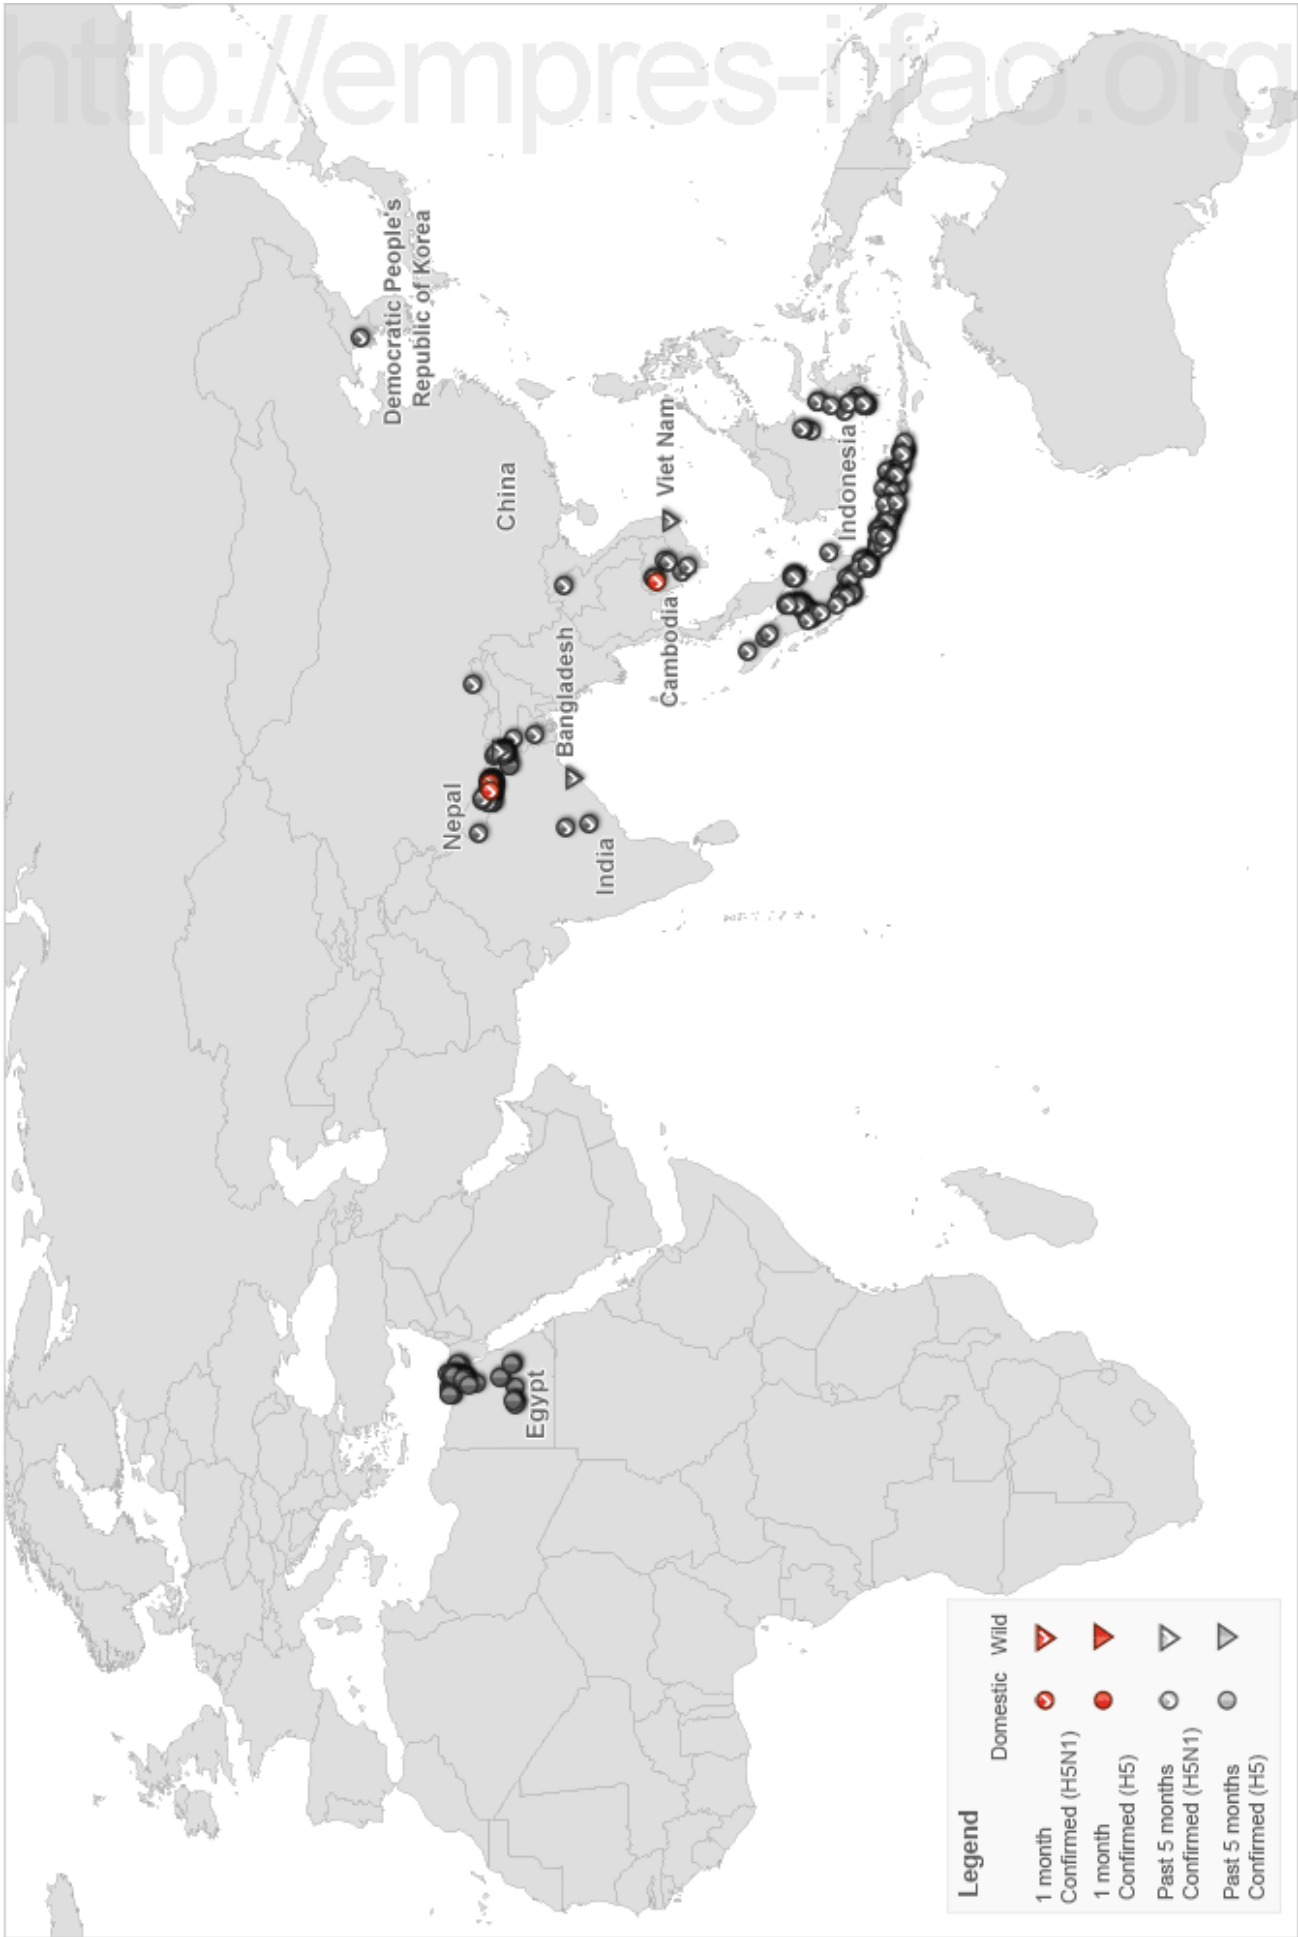 http://empres-i.fao.org
Democratic People's
Republic of Korea
China
Viet Nam
Nepal
Bangladesh
Cambodia
India
Indonesia
Egypt
Legend
Domestic Wild
1 month
Confirmed (H5N1)
1 month
Confirmed (H5)
Past 5 months
Confirmed (H5N1)
Past 5 months
Confirmed (H5)